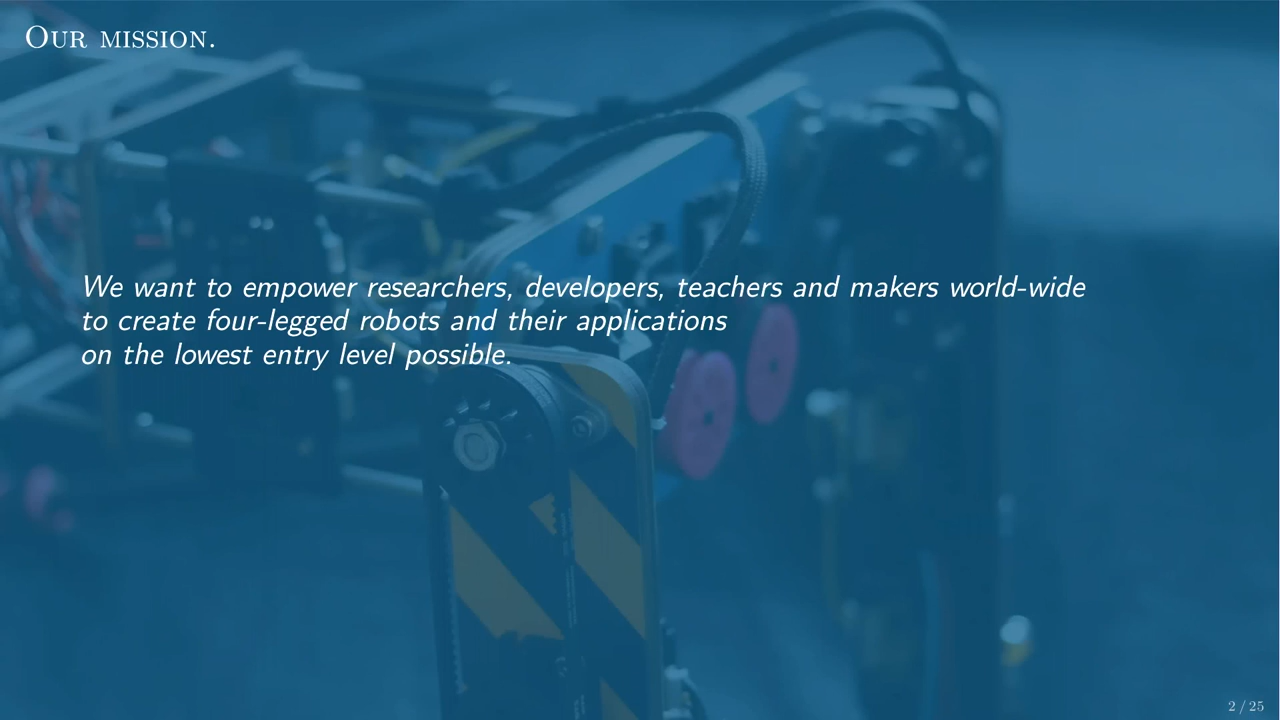 Our mission.
We want to empower researchers, developers, teachers and makers world-wide
to create four-legged robots and their applications
on the lowest entry level possible.
2 / 25